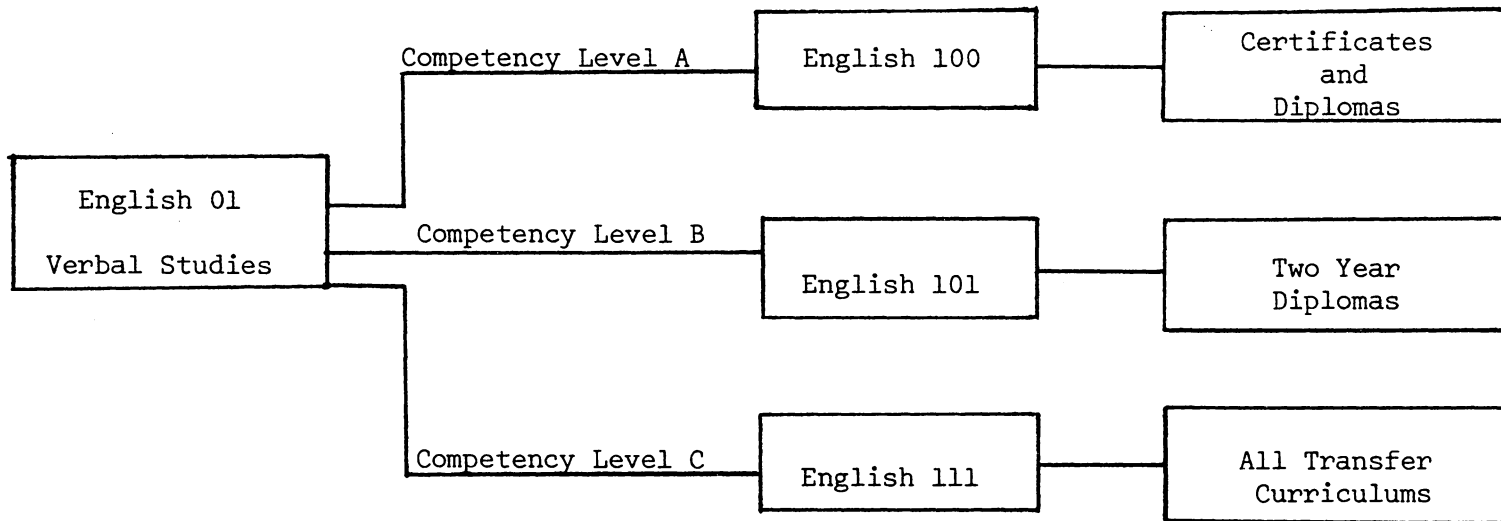 Competency Level A
English 100
Certificates
and
Diplomas
English 01
Verbal Studies
Competency Level B
English 101
Two Year
Diplomas
Competency Level C
English 111
All Transfer
Curriculums